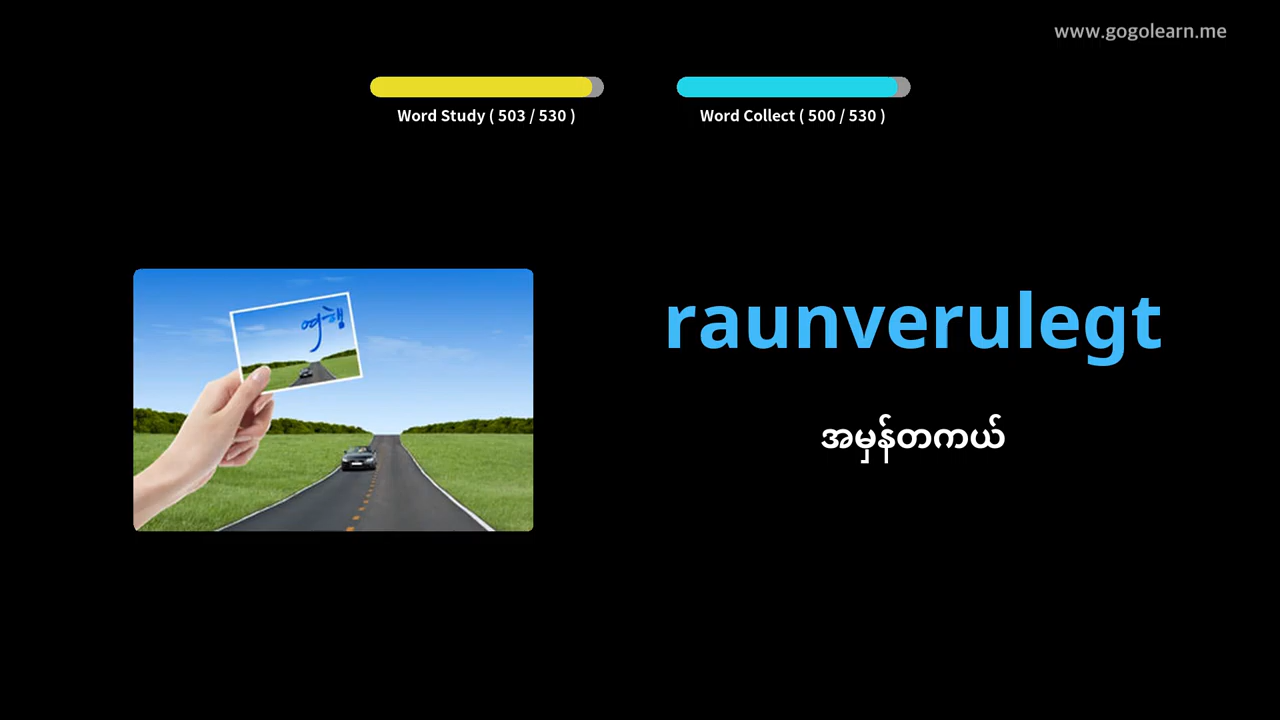 www.gogolearn.me
Word Study ( 503 / 530 )
Word Collect ( 500 / 530 )
여행
raunverulegt
အမှန်တကယ်